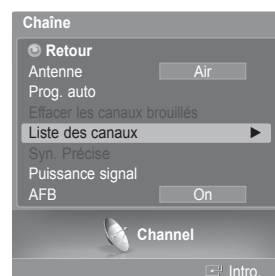 Chaîne
Retour
Antenne Air
Prog. auto
Effacer les canaux brouillés
Liste des canaux
Syn. Précise
Puissance signal
AFB On
Channel
Intro.